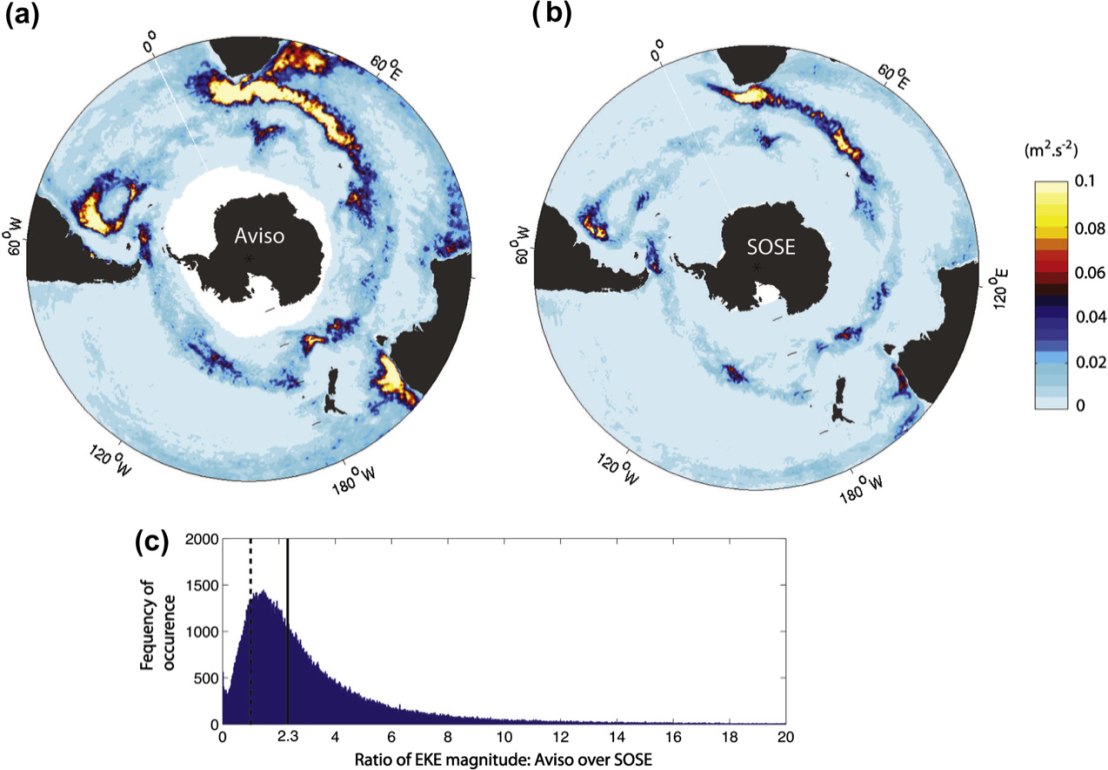 (a)
(b)
0°
60°E
60°W
120°W
180°W
Aviso
0°
60°E
60°W
120°E
120°W
180°W
SOSE
(m².s⁻²)
0.1
0.08
0.06
0.04
0.02
0
(c)
Fequency of
occurence
2000
1500
1000
500
0
0 2.3 4 6 8 10 12 14 16 18 20
Ratio of EKE magnitude: Aviso over SOSE